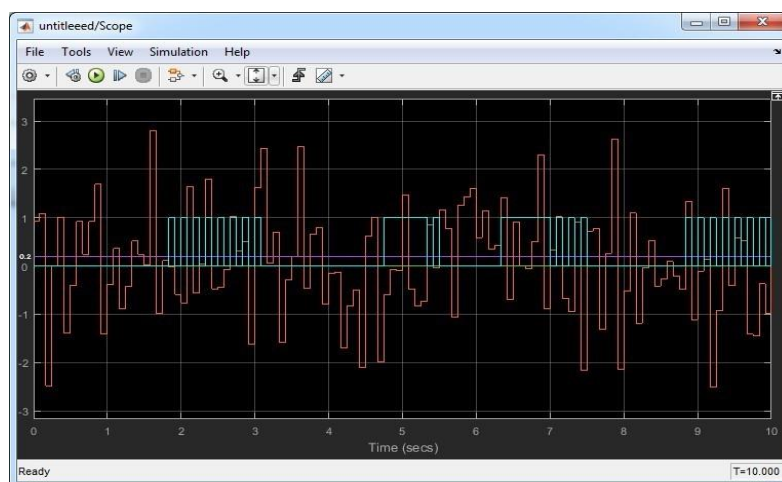 untitleeed/Scope
File Tools View Simulation Help
3
2
1
0.2
0
-1
-2
-3
0 1 2 3 4 5 6 7 8 9 10
Time (secs)
Ready T=10.000